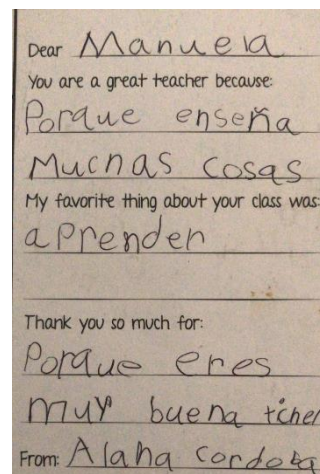 Dear Manuela
You are a great teacher because:
Porque enseña
Muchas cosas
My favorite thing about your class was:
aprender
Thank you so much for:
Porque eres
muy buena ticher
From: Alana Cordoba